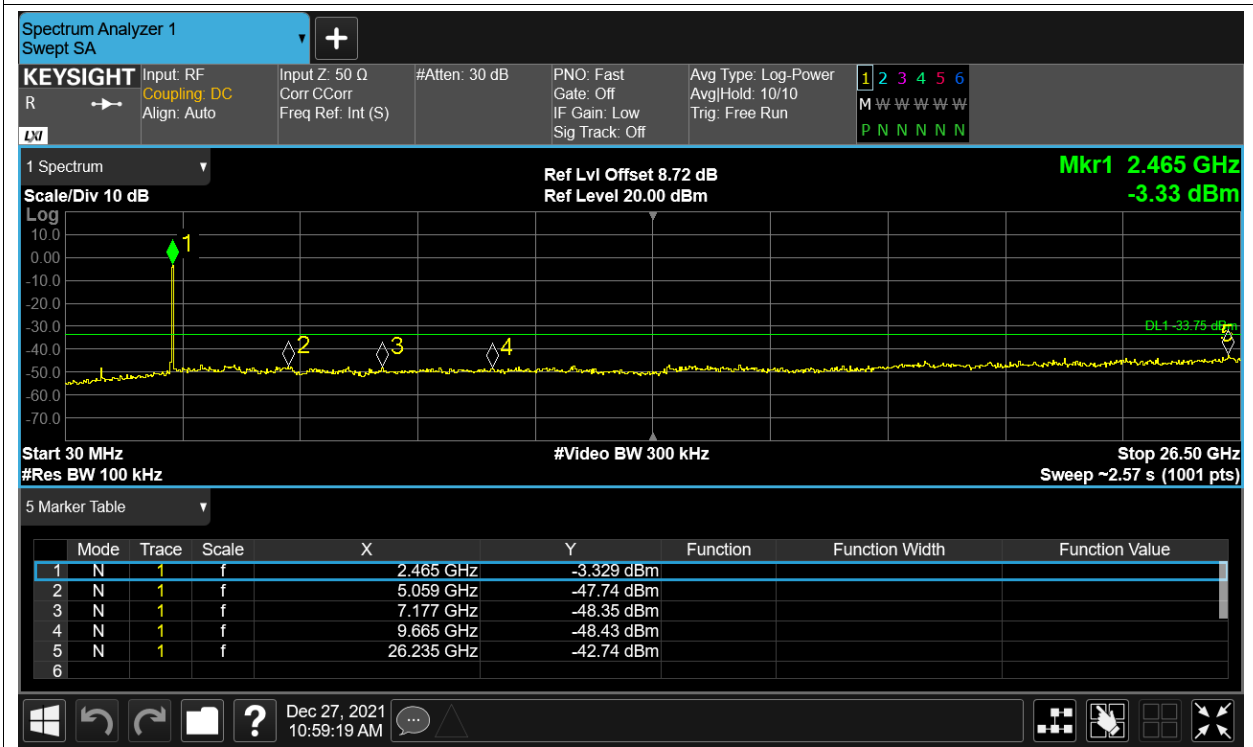 Spectrum Analyzer 1
Swept SA
KEYSIGHT
R
LXI
Input: RF
Coupling: DC
Align: Auto
Input Z: 50 Ω
Corr CCorr
Freq Ref: Int (S)
#Atten: 30 dB
PNO: Fast
Gate: Off
IF Gain: Low
Sig Track: Off
Avg Type: Log-Power
Avg|Hold: 10/10
Trig: Free Run
1 2 3 4 5 6
M W W W W W
P N N N N N
1 Spectrum
Scale/Div 10 dB
Ref Lvl Offset 8.72 dB
Ref Level 20.00 dBm
Mkr1 2.465 GHz
-3.33 dBm
Log
10.0
0.00
-10.0
-20.0
-30.0
-40.0
-50.0
-60.0
-70.0
1
2
3
4
5
DL1 -33.75 dBm
Start 30 MHz
#Video BW 300 kHz
Stop 26.50 GHz
#Res BW 100 kHz
Sweep ~2.57 s (1001 pts)
5 Marker Table
Mode Trace Scale X Y Function Function Width Function Value
1 N 1 f 2.465 GHz -3.329 dBm
2 N 1 f 5.059 GHz -47.74 dBm
3 N 1 f 7.177 GHz -48.35 dBm
4 N 1 f 9.665 GHz -48.43 dBm
5 N 1 f 26.235 GHz -42.74 dBm
6
?
Dec 27, 2021
10:59:19 AM